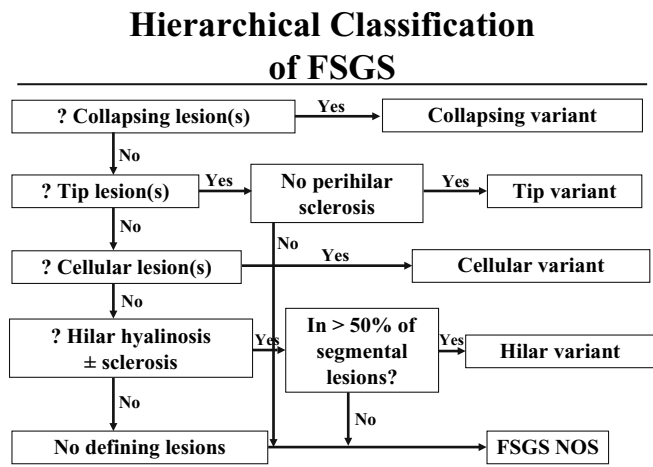 Hierarchical Classification
of FSGS
? Collapsing lesion(s)
Yes
Collapsing variant
No
? Tip lesion(s)
Yes
No perihilar
sclerosis
Yes
Tip variant
No
No
? Cellular lesion(s)
Yes
Cellular variant
No
? Hilar hyalinosis
± sclerosis
Yes
In > 50% of
segmental
lesions?
Yes
Hilar variant
No
No
No defining lesions
FSGS NOS